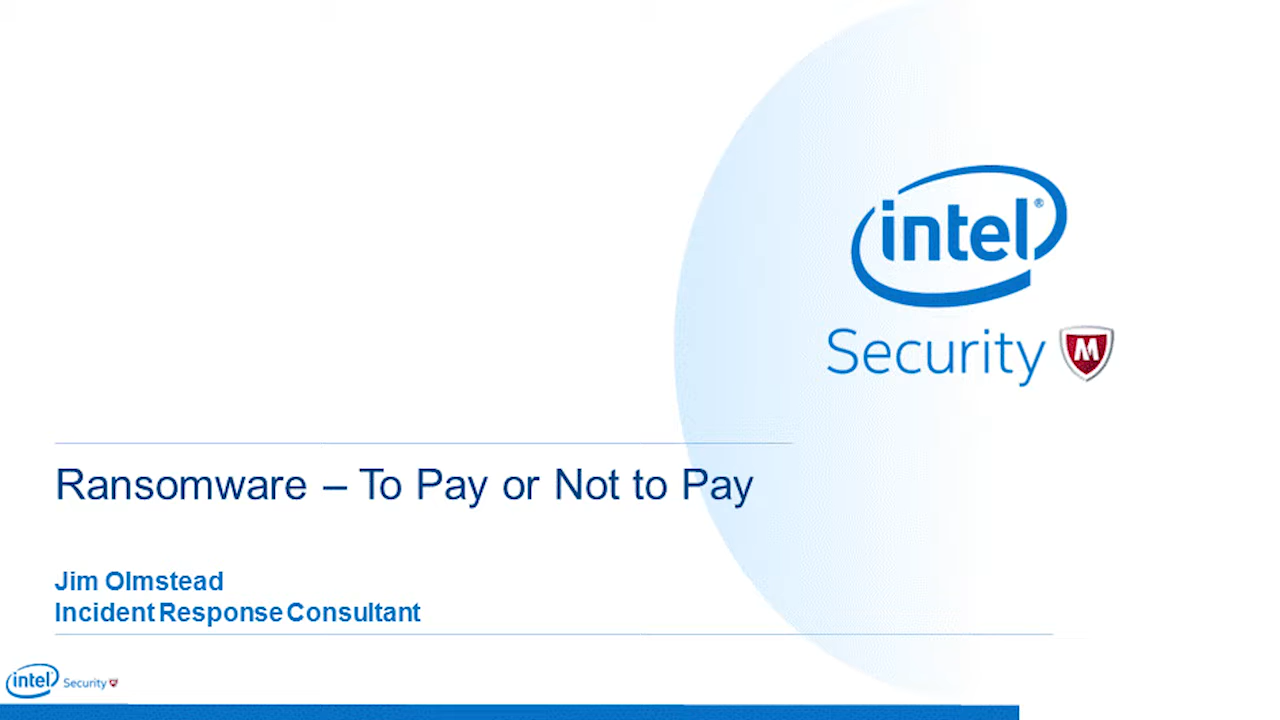 intel®
Security M
Ransomware – To Pay or Not to Pay
Jim Olmstead
Incident Response Consultant
intel Security